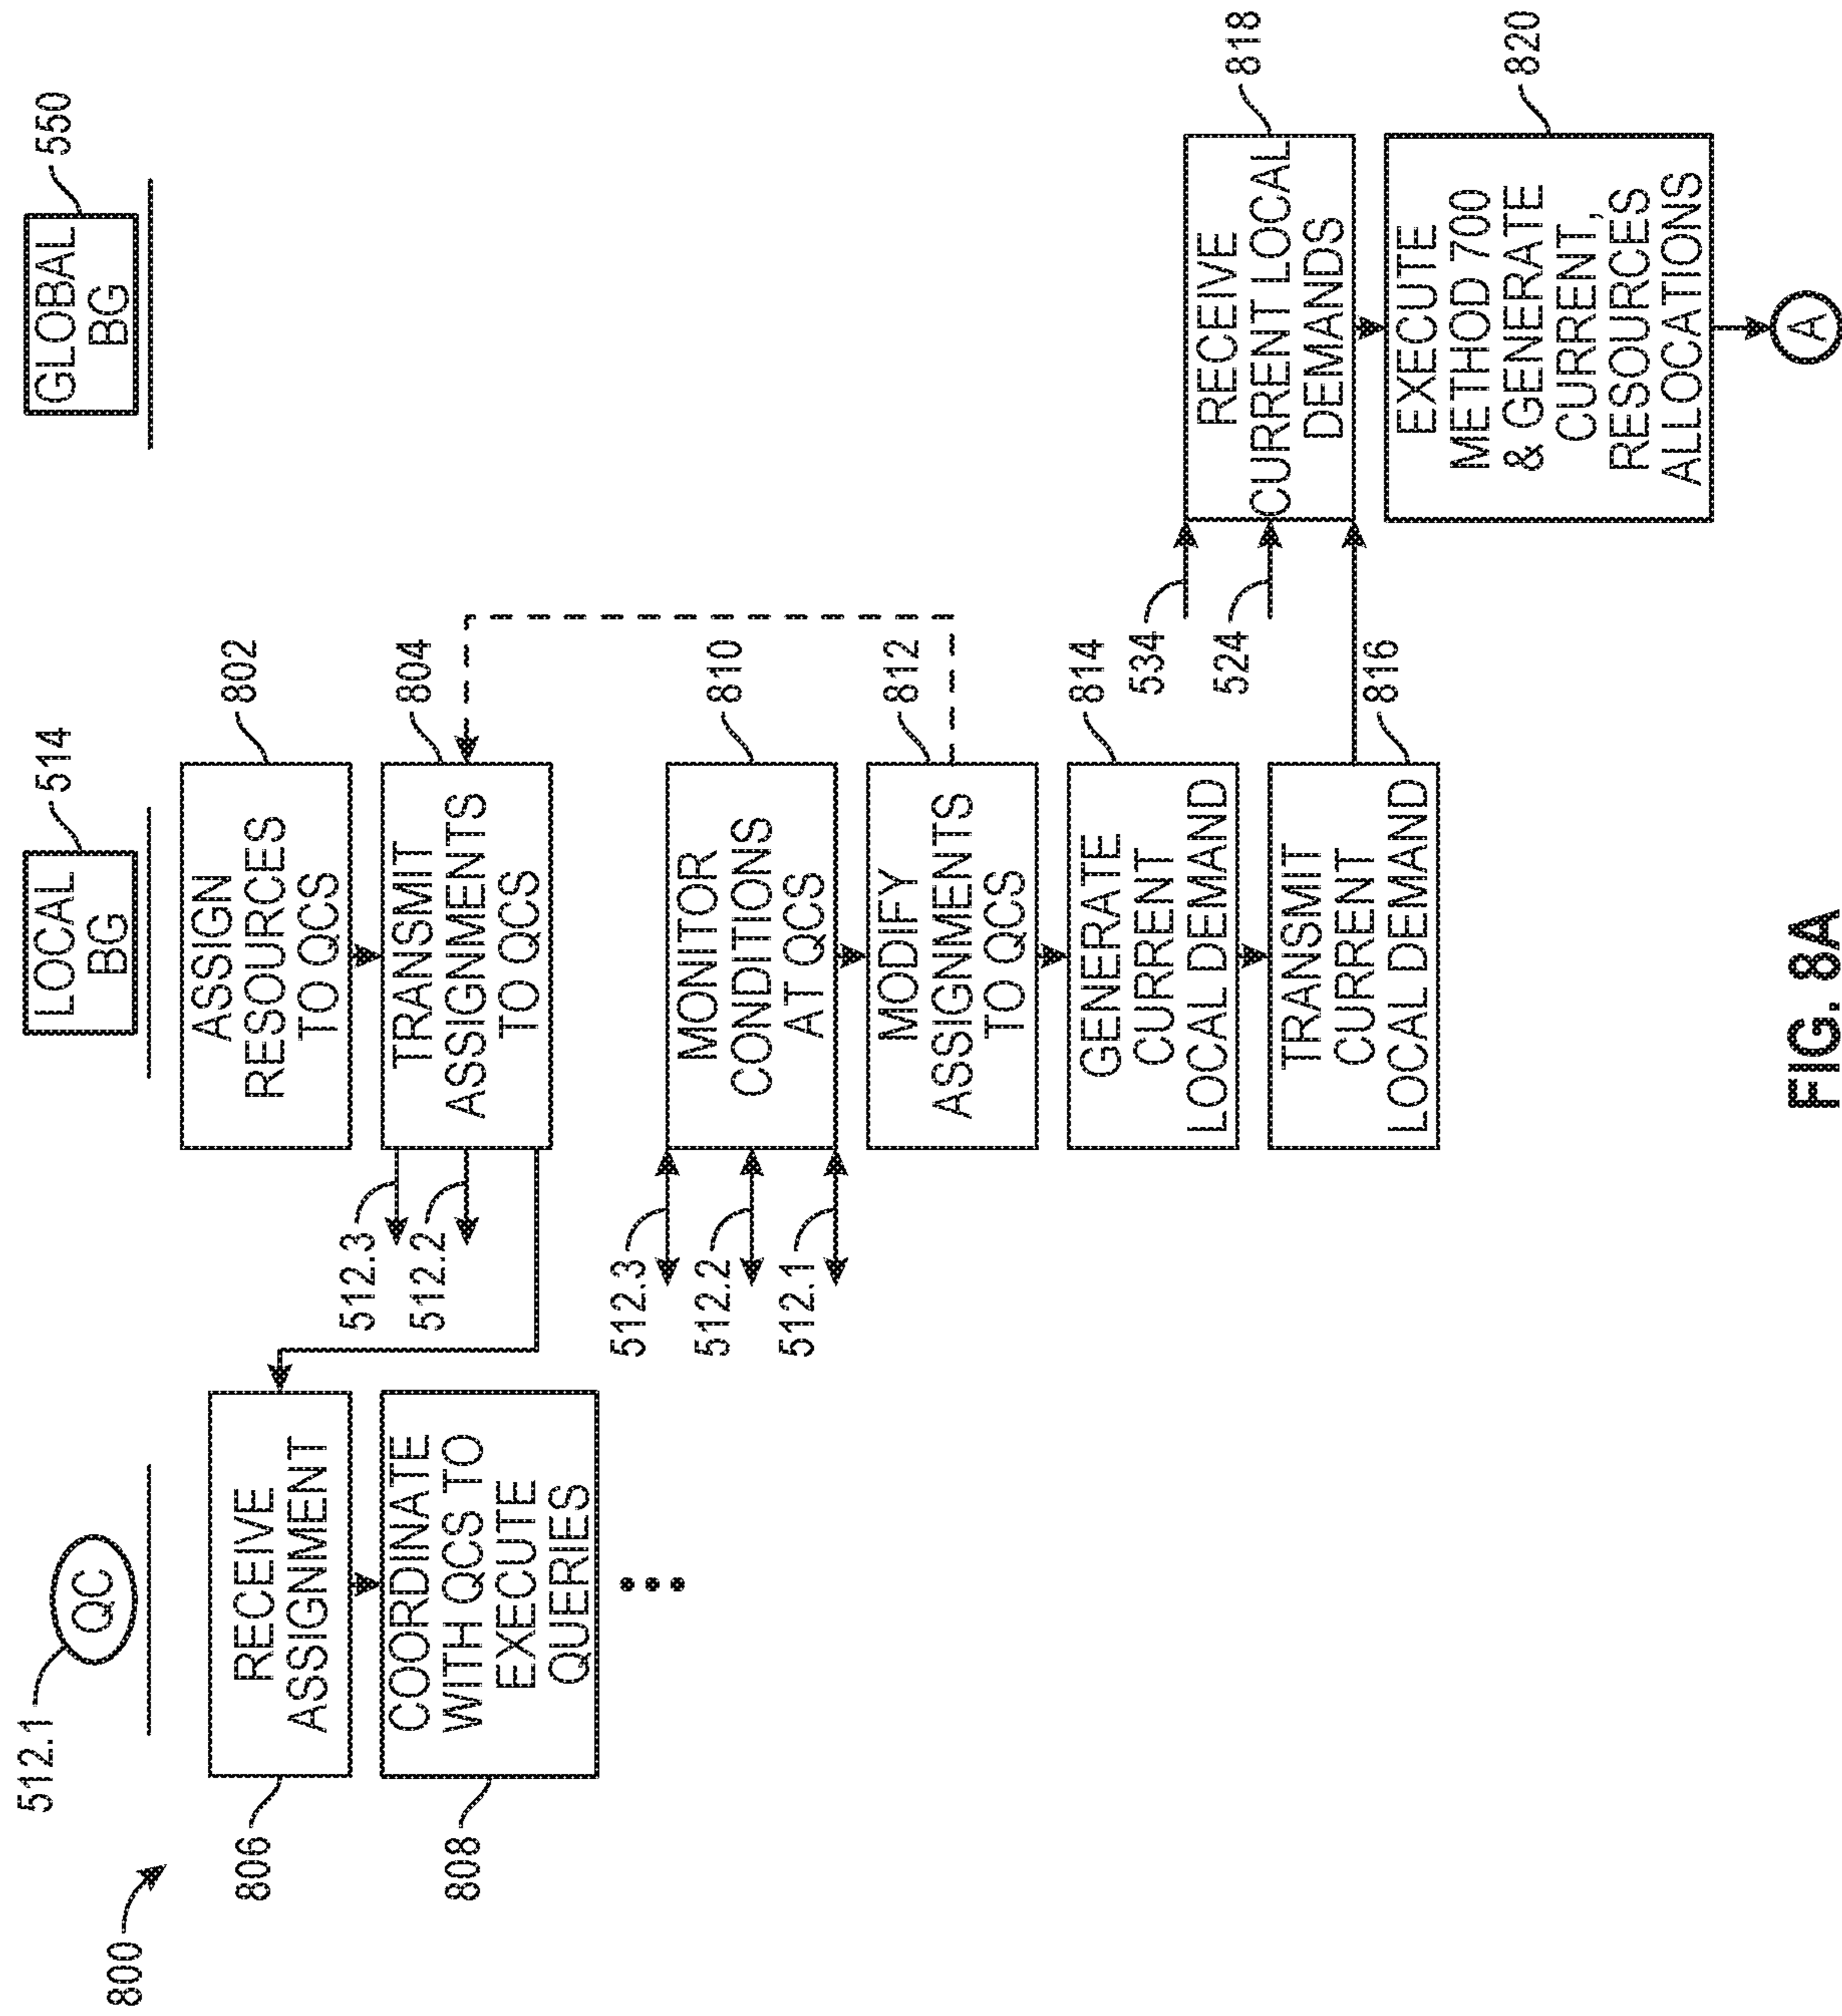 800
512.1
QC
806
RECEIVE
ASSIGNMENT
808
COORDINATE
WITH QCS TO
EXECUTE
QUERIES
LOCAL
BG
514
ASSIGN
RESOURCES
TO QCS
802
TRANSMIT
ASSIGNMENTS
TO QCS
804
512.3
512.2
MONITOR
CONDITIONS
AT QCS
810
512.3
512.2
512.1
MODIFY
ASSIGNMENTS
TO QCS
812
GENERATE
CURRENT
LOCAL DEMAND
814
TRANSMIT
CURRENT
LOCAL DEMAND
816
GLOBAL
BG
550
534
524
RECEIVE
CURRENT LOCAL
DEMANDS
818
EXECUTE
METHOD 700
& GENERATE
CURRENT,
RESOURCES
ALLOCATIONS
820
A
FIG. 8A